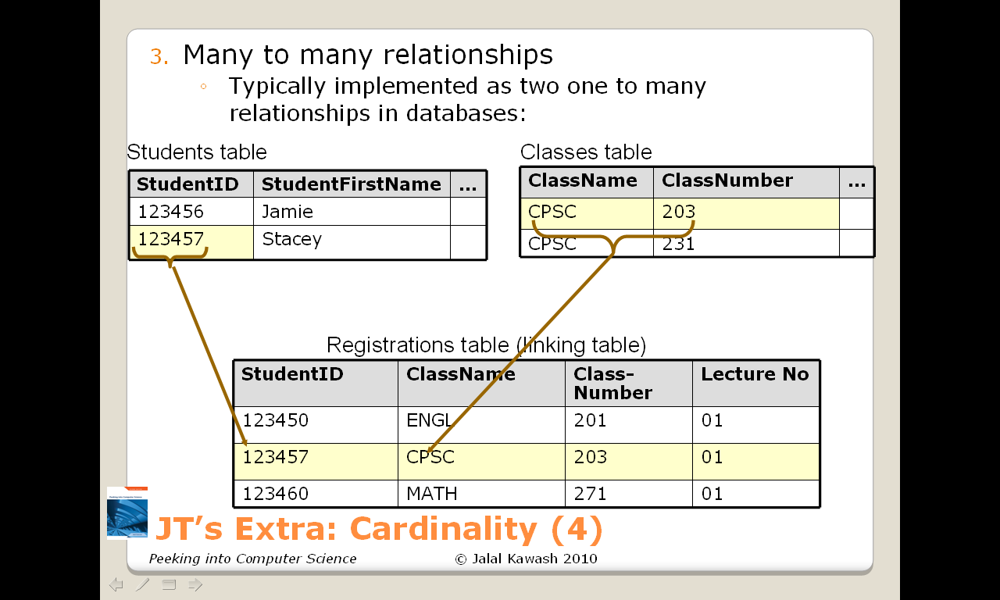 3. Many to many relationships
◦ Typically implemented as two one to many
relationships in databases:
Students table
StudentID StudentFirstName ...
123456 Jamie
123457 Stacey
Classes table
ClassName ClassNumber ...
CPSC 203
CPSC 231
Registrations table (linking table)
StudentID ClassName Class-
Number Lecture No
123450 ENGL 201 01
123457 CPSC 203 01
123460 MATH 271 01
JT’s Extra: Cardinality (4)
Peeking into Computer Science © Jalal Kawash 2010